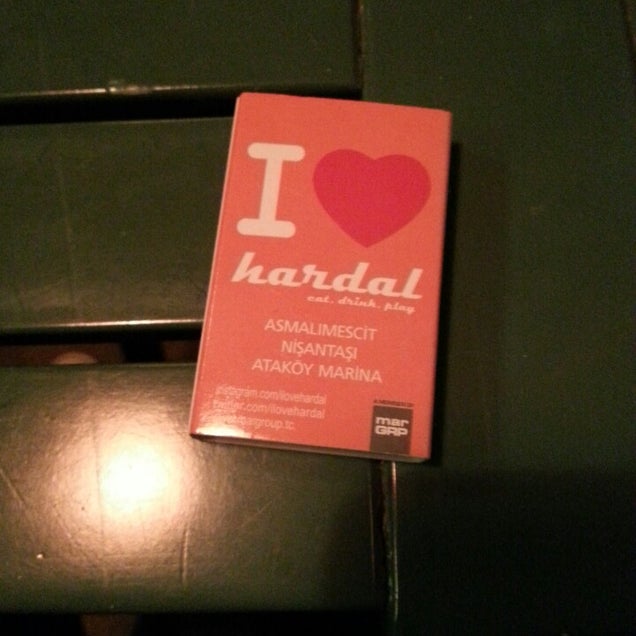 I
hardal
eat. drink. play
ASMALIMESCİT
NİŞANTAŞI
ATAKÖY MARİNA
instagram.com/ilovehardal
twitter.com/ilovehardal
A MEMBER OF
mar
GRP